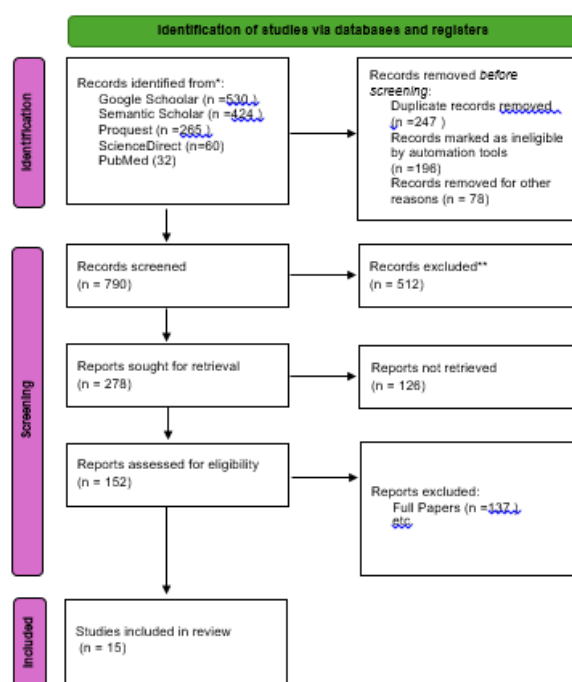 Identification of studies via databases and registers
Identification
Records identified from*:
Google Schoolar (n =530 )
Semantic Scholar (n =424 )
Proquest (n =265 )
ScienceDirect (n=60)
PubMed (32)
Records removed before
screening:
Duplicate records removed
(n =247 )
Records marked as ineligible
by automation tools
(n =196)
Records removed for other
reasons (n = 78)
Screening
Records screened
(n = 790)
Records excluded**
(n = 512)
Reports sought for retrieval
(n = 278)
Reports not retrieved
(n = 126)
Reports assessed for eligibility
(n = 152)
Reports excluded:
Full Papers (n =137 )
etc.
Included
Studies included in review
(n = 15)